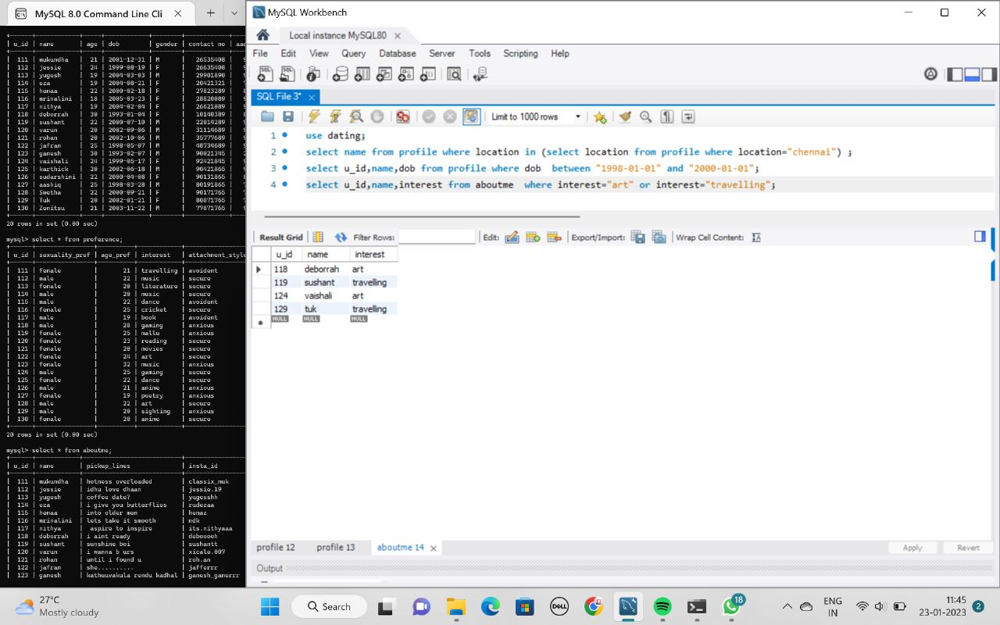 MySQL 8.0 Command Line Cli
| u_id | name | age | dob | gender | contact no | aad
| 111 | mukundha | 21 | 2001-12-31 | M | 26535408 |
| 112 | jessie | 24 | 1999-08-19 | F | 26635408 |
| 113 | yugesh | 19 | 2004-03-03 | M | 29901890 |
| 114 | eza | 19 | 2004-08-21 | F | 20421321 |
| 115 | hemaa | 22 | 2000-02-18 | F | 27823289 |
| 116 | mrinalini | 18 | 2005-03-23 | F | 28820089 |
| 117 | nithya | 19 | 2004-02-04 | F | 26621089 |
| 118 | deborrah | 30 | 1993-01-04 | F | 10140389 |
| 119 | sushant | 22 | 2000-07-10 | M | 22014289 |
| 120 | varun | 20 | 2002-09-06 | M | 31114689 |
| 121 | rohan | 20 | 2002-10-06 | M | 35777689 |
| 122 | jafran | 25 | 1998-05-07 | M | 48734689 |
| 123 | ganesh | 30 | 1993-02-07 | M | 90021345 |
| 124 | vaishali | 24 | 1999-05-17 | F | 92421845 |
| 125 | karthick | 20 | 2002-06-18 | M | 90421865 |
| 126 | sudarshini | 22 | 2000-04-08 | F | 90131865 |
| 127 | aashiq | 25 | 1998-03-28 | M | 80191865 |
| 128 | Swetha | 22 | 2000-09-21 | F | 90171765 |
| 129 | Tuk | 20 | 2002-01-21 | F | 80871765 |
| 130 | Zenitsu | 21 | 2003-11-22 | M | 77871765 |
20 rows in set (0.00 sec)
mysql> select * from preference;
| u_id | sexuality_pref | age_pref | interest | attachment_style
| 111 | female | 21 | travelling | avoident
| 112 | male | 22 | music | secure
| 113 | female | 20 | literature | secure
| 114 | male | 20 | music | secure
| 115 | male | 22 | dance | avoident
| 116 | female | 25 | cricket | secure
| 117 | male | 19 | book | avoident
| 118 | male | 28 | gaming | anxious
| 119 | female | 25 | mallu | anxious
| 120 | female | 23 | reading | secure
| 121 | female | 20 | movies | secure
| 122 | female | 24 | art | secure
| 123 | female | 32 | music | anxious
| 124 | male | 25 | gaming | secure
| 125 | female | 22 | dance | secure
| 126 | male | 21 | anime | anxious
| 127 | female | 19 | poetry | anxious
| 128 | male | 22 | art | secure
| 129 | male | 20 | sighting | anxious
| 130 | female | 20 | anime | secure
20 rows in set (0.00 sec)
mysql> select * from aboutme;
| u_id | name | pickup_lines | insta_id
| 111 | mukundha | hotness overloaded | classix_muk
| 112 | jessie | idhu love dhaan | jessie.19
| 113 | yugesh | coffee date? | yugesshh
| 114 | eza | i give you butterflies | rudezaa
| 115 | hemaa | into older men | hemaz
| 116 | mrinalini | lets take it smooth | mdk
| 117 | nithya | aspire to inspire | its.nithyaaa
| 118 | deborrah | i aint ready | debooooh
| 119 | sushant | sunshine boi | sushantt
| 120 | varun | i wanna b urs | xicale.007
| 121 | rohan | until i found u | roh.an
| 122 | jafran | she.......... | jafferrr
| 123 | ganesh | kathuuvakula rendu kadhal | ganesh_gamerrr
MySQL Workbench
Local instance MySQL80
File Edit View Query Database Server Tools Scripting Help
SQL File 3*
Limit to 1000 rows
1 use dating;
2 select name from profile where location in (select location from profile where location="chennai") ;
3 select u_id,name,dob from profile where dob between "1998-01-01" and "2000-01-01";
4 select u_id,name,interest from aboutme where interest="art" or interest="travelling";
Result Grid Filter Rows: Edit: Export/Import: Wrap Cell Content:
u_id name interest
118 deborrah art
119 sushant travelling
124 vaishali art
129 tuk travelling
NULL NULL NULL
profile 12 profile 13 aboutme 14 Apply Revert
Output
27°C
Mostly cloudy
Search
DELL
18
ENG
IN
11:45
23-01-2023
2